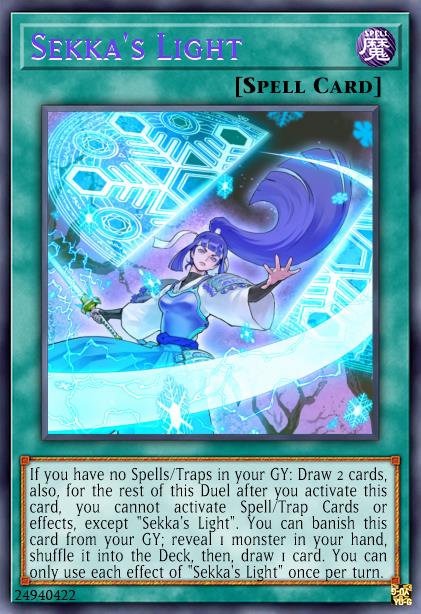 Sekka's Light
SPELL
魔
[Spell Card]
If you have no Spells/Traps in your GY: Draw 2 cards,
also, for the rest of this Duel after you activate this
card, you cannot activate Spell/Trap Cards or
effects, except "Sekka's Light". You can banish this
card from your GY; reveal 1 monster in your hand,
shuffle it into the Deck, then, draw 1 card. You can
only use each effect of "Sekka's Light" once per turn.
24940422